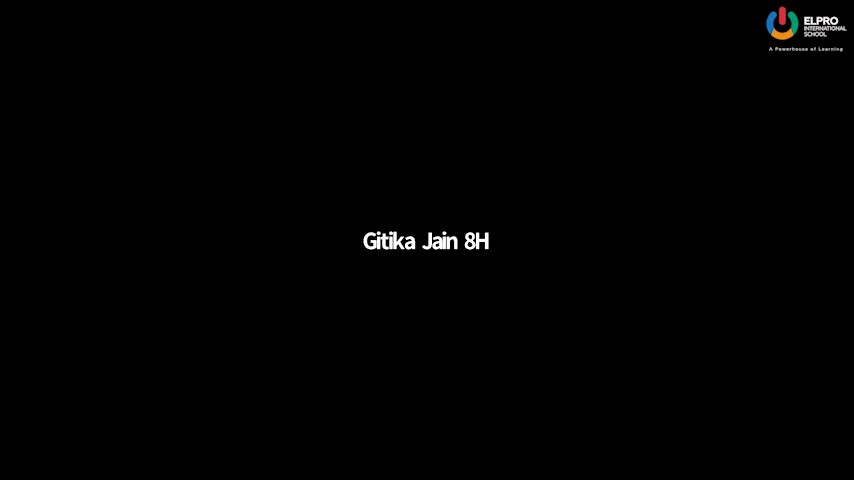 ELPRO
INTERNATIONAL
SCHOOL
A Powerhouse of Learning
Gitika Jain 8H